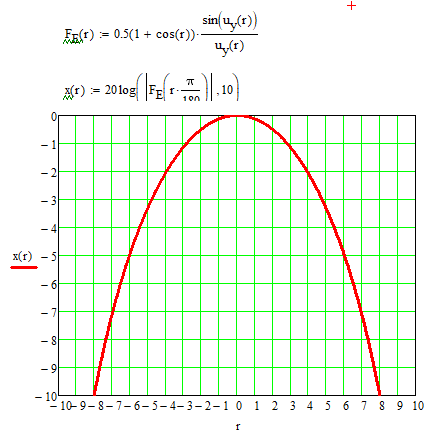 F_E(r) := 0.5(1 + cos(r))·sin(u_y(r))/u_y(r)
x(r) := 20log(|F_E(r·π/180)|, 10)
0
−1
−2
−3
−4
−5
−6
−7
−8
−9
−10
x(r)
−10 −9 −8 −7 −6 −5 −4 −3 −2 −1 0 1 2 3 4 5 6 7 8 9 10
r